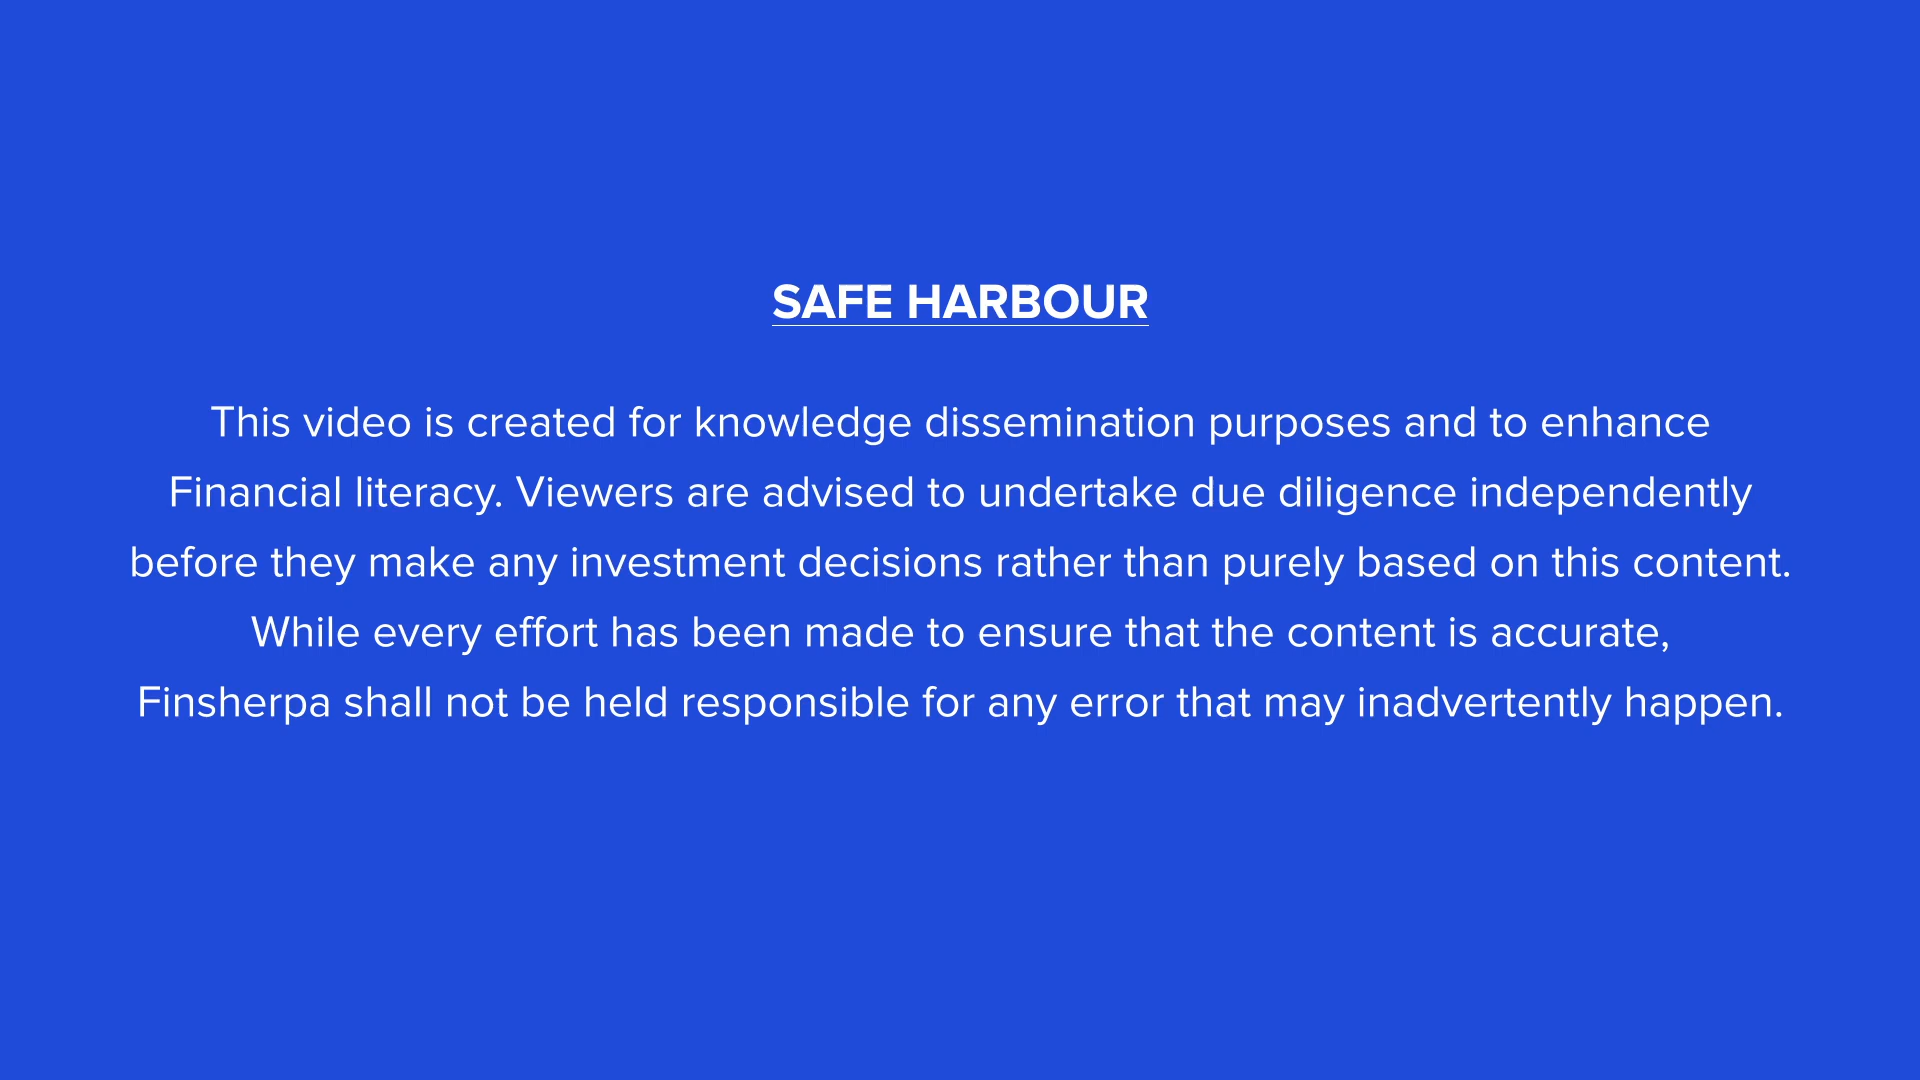 SAFE HARBOUR
This video is created for knowledge dissemination purposes and to enhance
Financial literacy. Viewers are advised to undertake due diligence independently
before they make any investment decisions rather than purely based on this content.
While every effort has been made to ensure that the content is accurate,
Finsherpa shall not be held responsible for any error that may inadvertently happen.